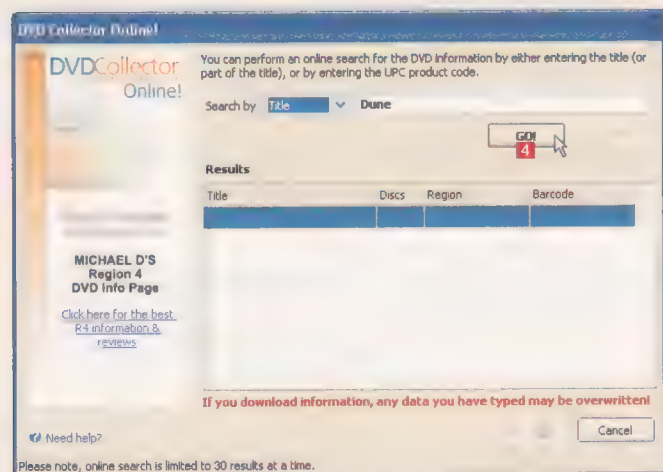 DVD Collector Online!
DVDCollector
Online!
You can perform an online search for the DVD information by either entering the title (or
part of the title), or by entering the UPC product code.
Search by Title Dune
GO!
4
Results
Title Discs Region Barcode
MICHAEL D'S
Region 4
DVD Info Page
Click here for the best
R4 information &
reviews
If you download information, any data you have typed may be overwritten!
Need help?
Cancel
Please note, online search is limited to 30 results at a time.